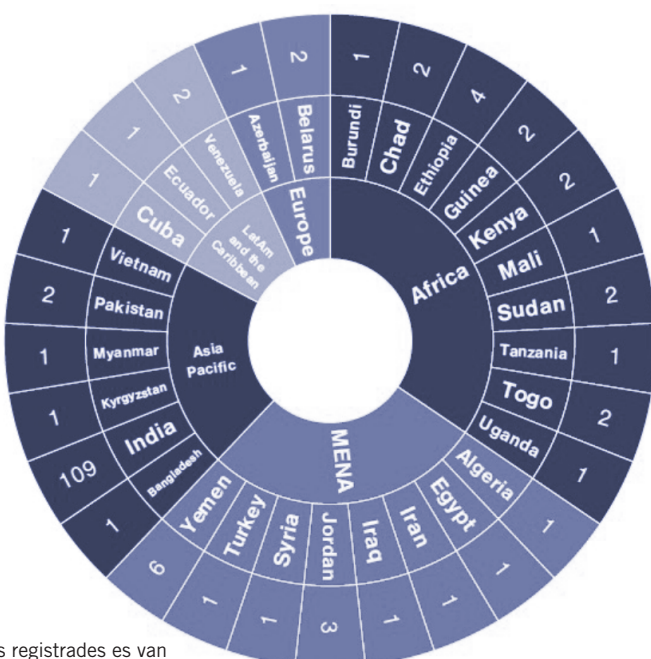 Africa
Burundi 1
Chad 2
Ethiopia 4
Guinea 2
Kenya 2
Mali 1
Sudan 2
Tanzania 1
Togo 2
Uganda 1
MENA
Algeria 1
Egypt 1
Iran 1
Iraq 1
Jordan 3
Syria 1
Turkey 1
Yemen 6
Asia
Pacific
Bangladesh 1
India 109
Kyrgyzstan 1
Myanmar 1
Pakistan 2
Vietnam 1
LatAm
and the
Caribbean
Cuba 1
Ecuador 1
Venezuela 2
Europe
Azerbaijan 1
Belarus 2
s registrades es van